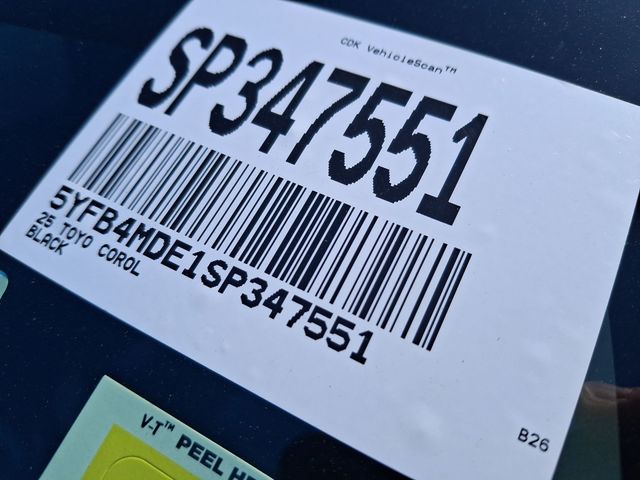 CDK VehicleScan™
SP347551
5YFB4MDE1SP347551
25 TOYO COROL
BLACK
B26
V-T™ PEEL